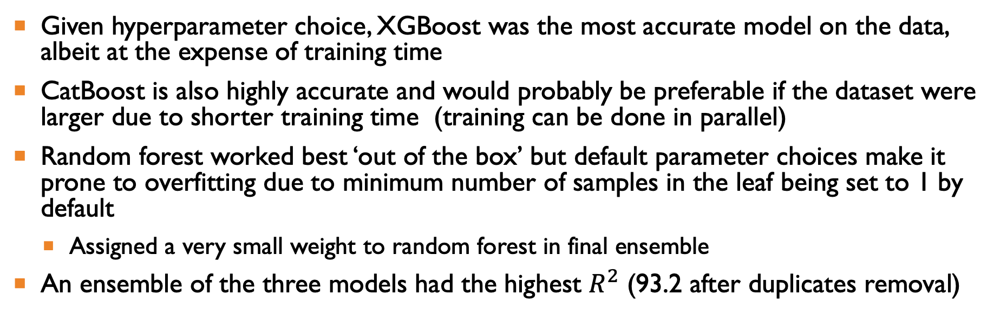 Given hyperparameter choice, XGBoost was the most accurate model on the data,
albeit at the expense of training time
CatBoost is also highly accurate and would probably be preferable if the dataset were
larger due to shorter training time  (training can be done in parallel)
Random forest worked best ‘out of the box’ but default parameter choices make it
prone to overfitting due to minimum number of samples in the leaf being set to 1 by
default
Assigned a very small weight to random forest in final ensemble
An ensemble of the three models had the highest R² (93.2 after duplicates removal)